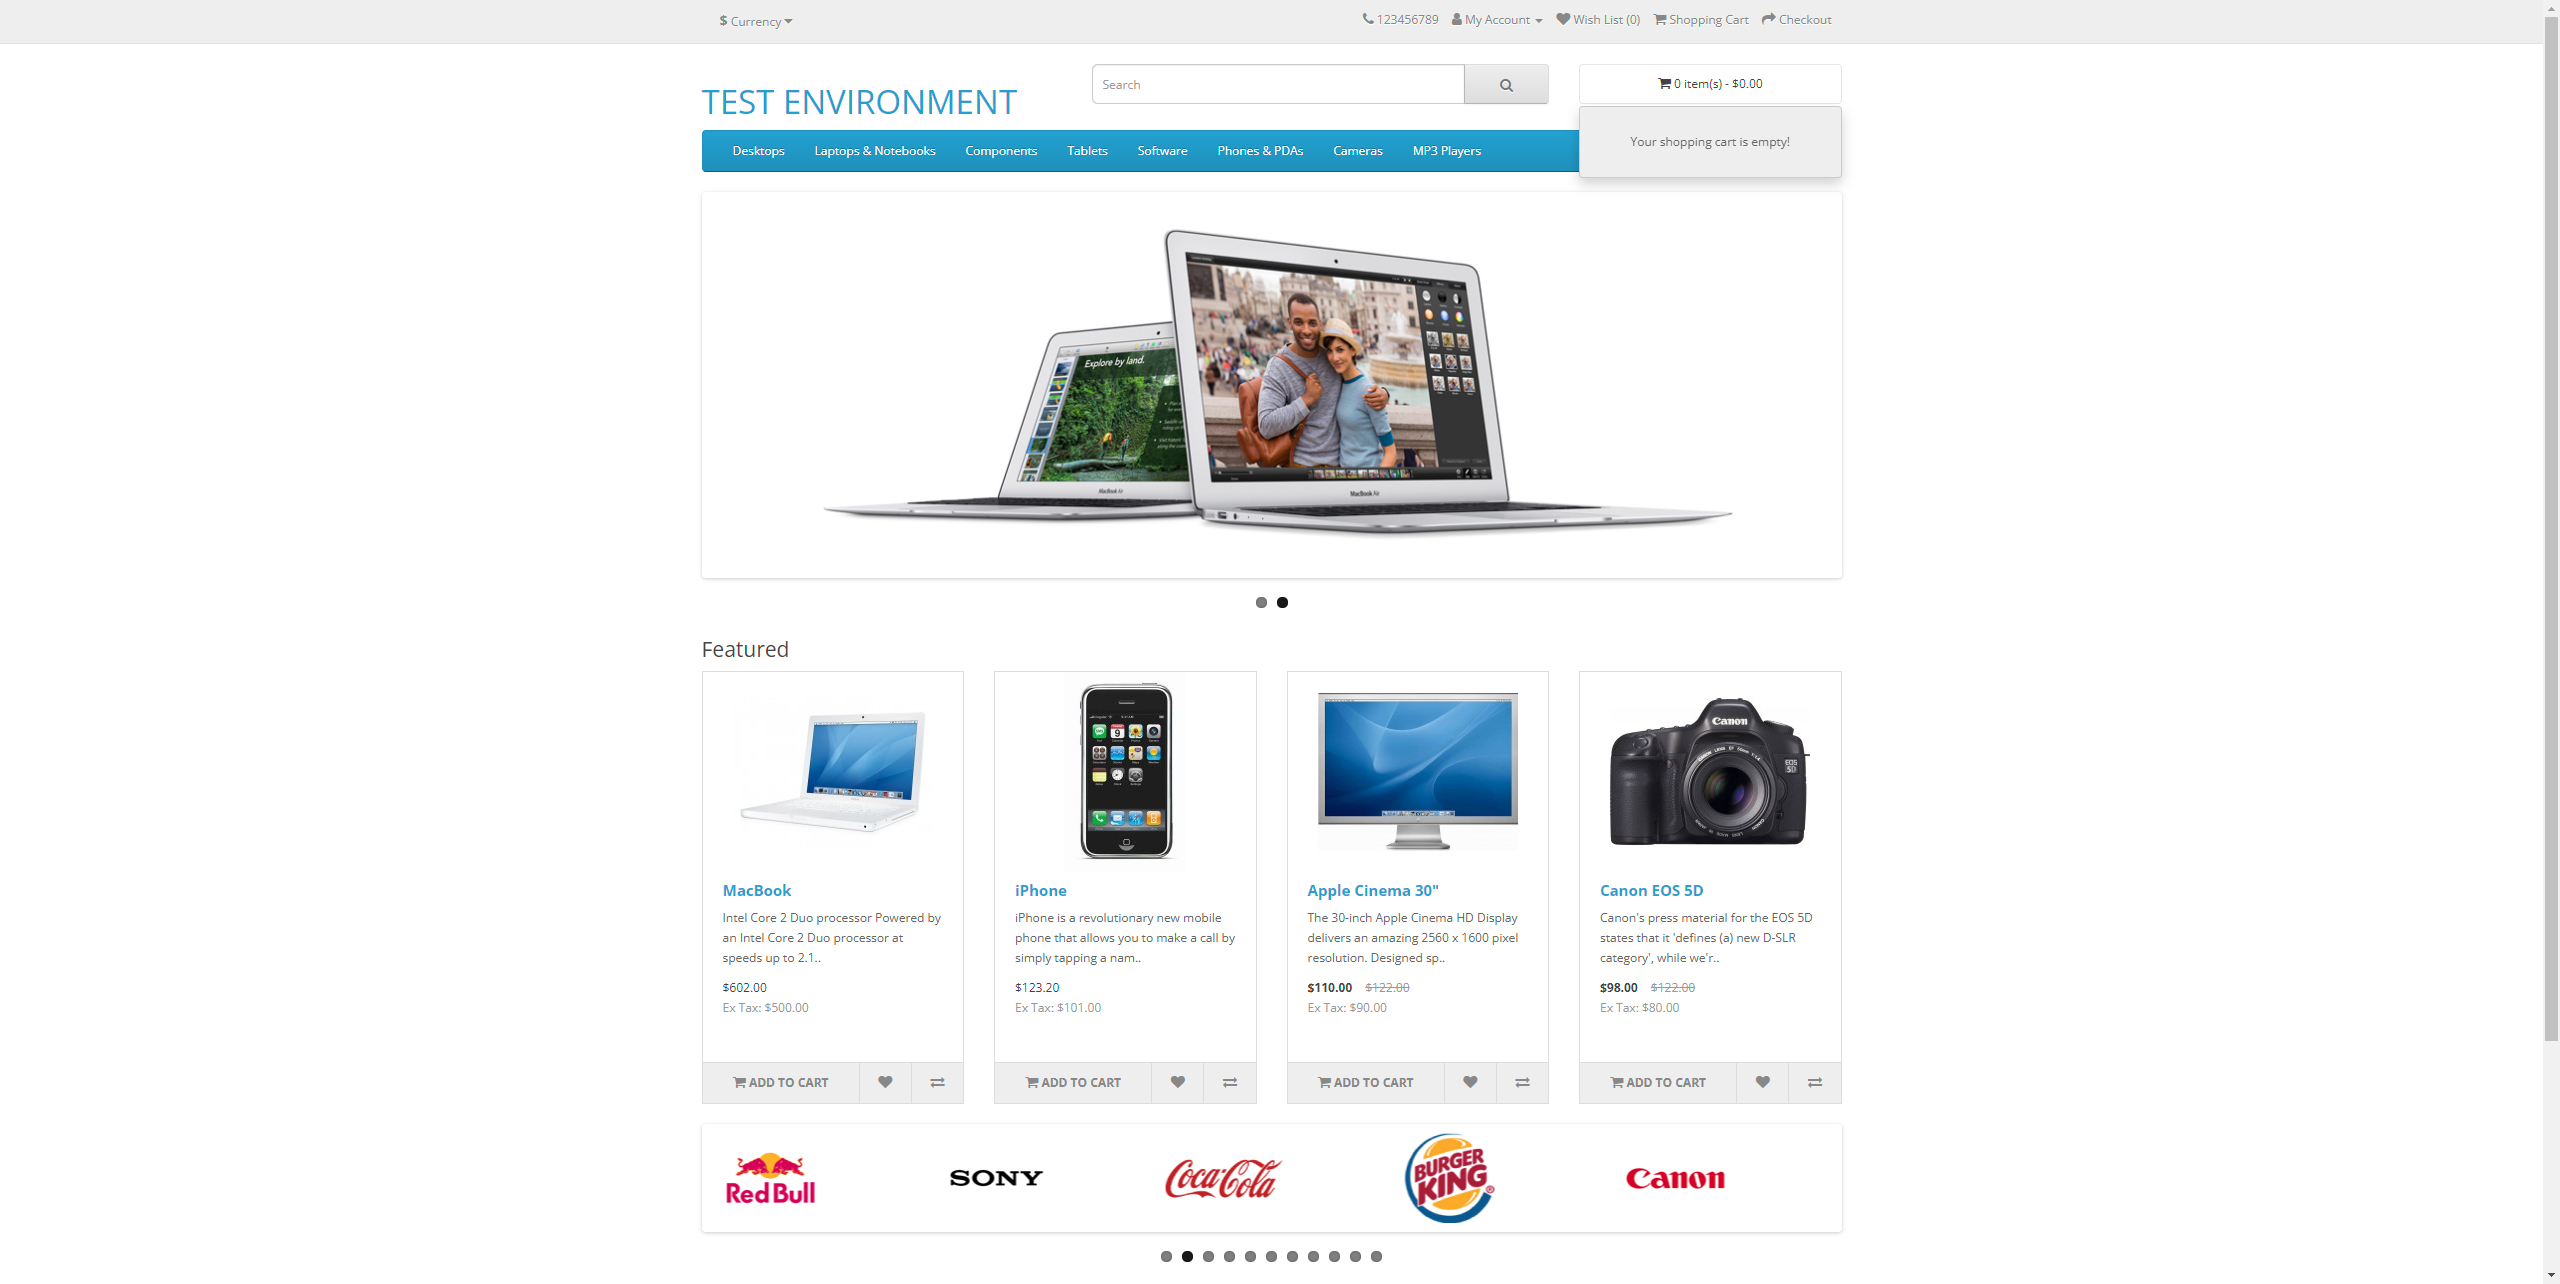 $ Currency
123456789 My Account Wish List (0) Shopping Cart Checkout
TEST ENVIRONMENT
Search
0 item(s) - $0.00
Your shopping cart is empty!
Desktops Laptops & Notebooks Components Tablets Software Phones & PDAs Cameras MP3 Players
Explore by land.
MacBook Air
MacBook Air
Featured
Canon
EOS
5D
MacBook
Intel Core 2 Duo processor Powered by
an Intel Core 2 Duo processor at
speeds up to 2.1..
$602.00
Ex Tax: $500.00
ADD TO CART
iPhone
iPhone is a revolutionary new mobile
phone that allows you to make a call by
simply tapping a nam..
$123.20
Ex Tax: $101.00
ADD TO CART
Apple Cinema 30"
The 30-inch Apple Cinema HD Display
delivers an amazing 2560 x 1600 pixel
resolution. Designed sp..
$110.00 $122.00
Ex Tax: $90.00
ADD TO CART
Canon EOS 5D
Canon's press material for the EOS 5D
states that it 'defines (a) new D-SLR
category', while we'r..
$98.00 $122.00
Ex Tax: $80.00
ADD TO CART
Red Bull
SONY
Coca-Cola
BURGER
KING
Canon